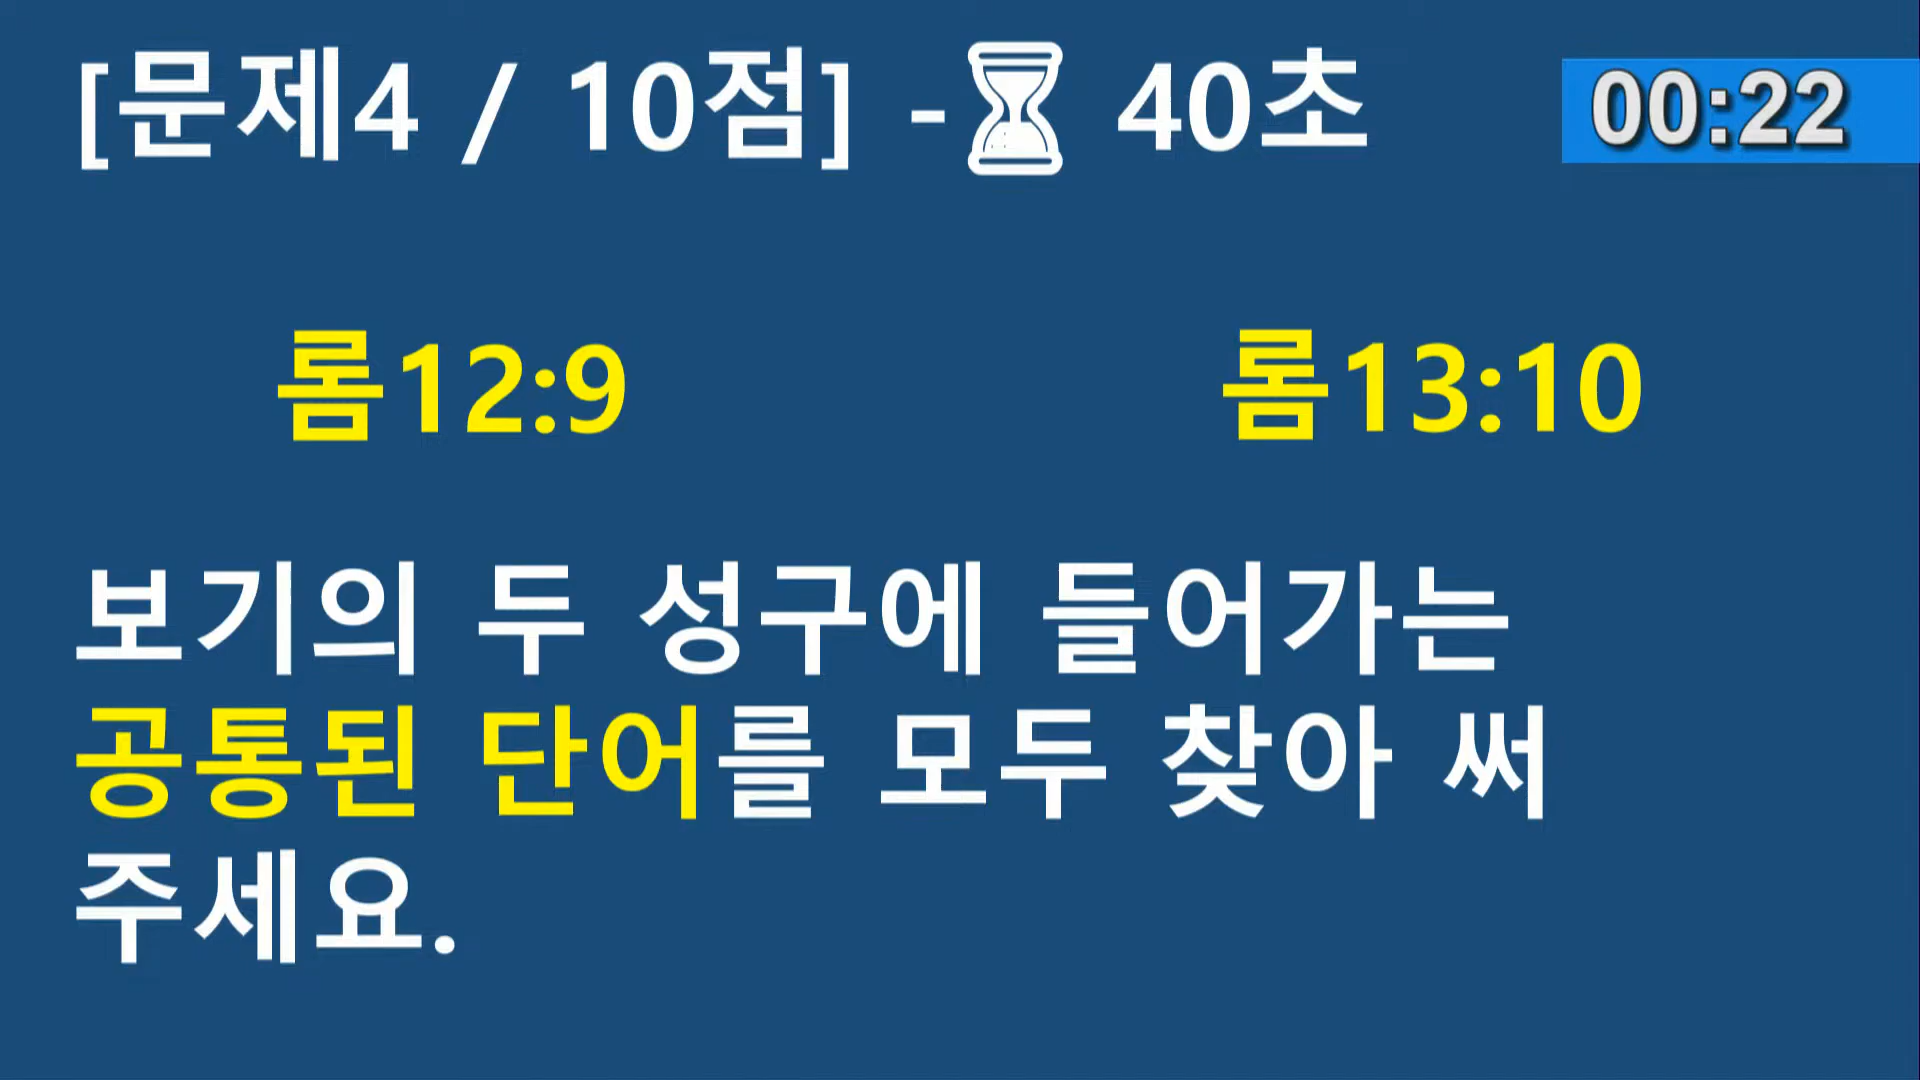 [문제4 / 10점] -⏳ 40초
00:22
롬12:9
롬13:10
보기의 두 성구에 들어가는
공통된 단어를 모두 찾아 써
주세요.